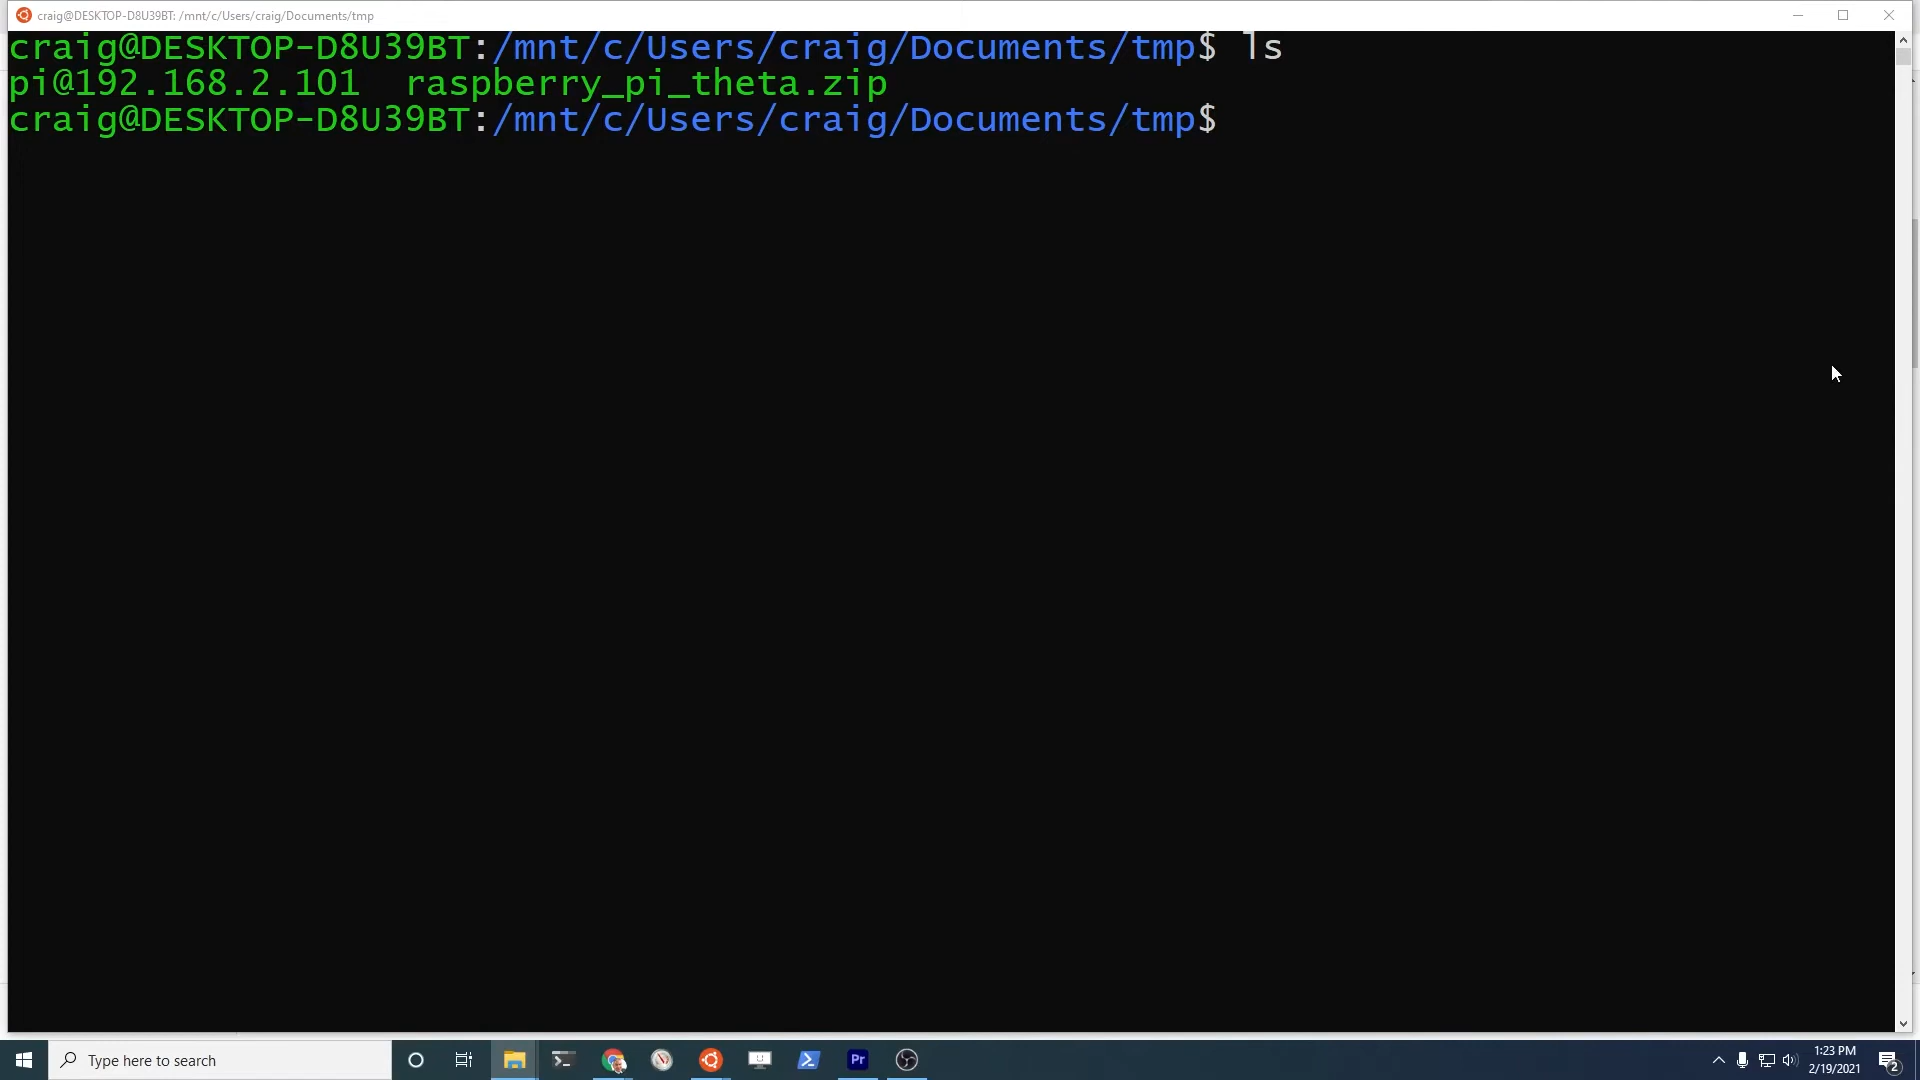 craig@DESKTOP-D8U39BT: /mnt/c/Users/craig/Documents/tmp
craig@DESKTOP-D8U39BT:/mnt/c/Users/craig/Documents/tmp$ ls
pi@192.168.2.101  raspberry_pi_theta.zip
craig@DESKTOP-D8U39BT:/mnt/c/Users/craig/Documents/tmp$
Type here to search
Pr
1:23 PM
2/19/2021
2